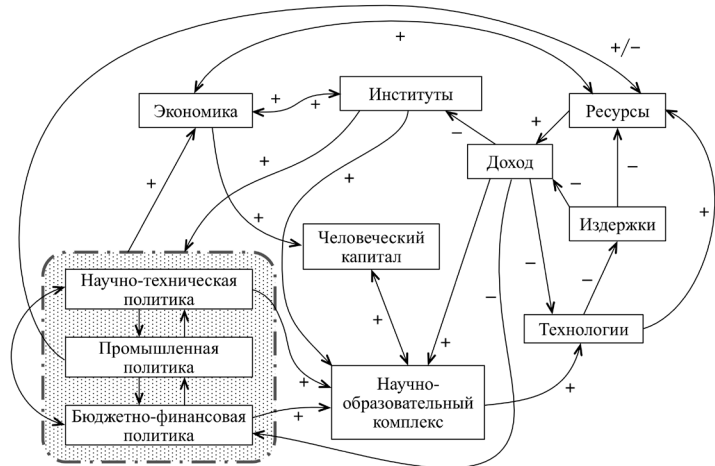 +
+/–
Экономика
+
+
Институты
Ресурсы
+
–
Доход
+
+
+
–
–
Издержки
+
+
Человеческий
капитал
–
–
Научно-техническая
политика
+
–
Технологии
Промышленная
политика
+
+
Научно-
образовательный
комплекс
+
Бюджетно-финансовая
политика
+